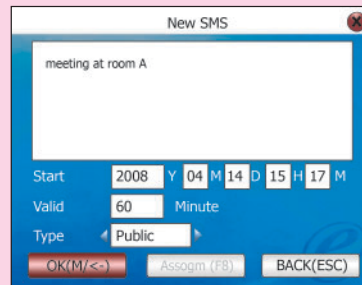 New SMS
meeting at room A
Start 2008 Y 04 M 14 D 15 H 17 M
Valid 60 Minute
Type Public
OK(M/<-) Assogm (F8) BACK(ESC)